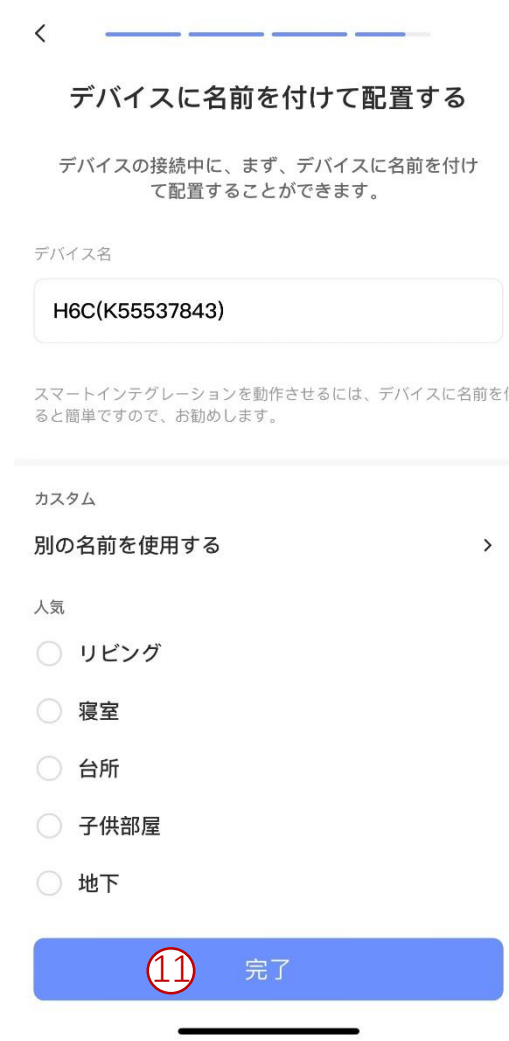 デバイスに名前を付けて配置する
デバイスの接続中に、まず、デバイスに名前を付け
て配置することができます。
デバイス名
H6C(K55537843)
スマートインテグレーションを動作させるには、デバイスに名前を
ると簡単ですので、お勧めします。
カスタム
別の名前を使用する
人気
リビング
寝室
台所
子供部屋
地下
⑪ 完了